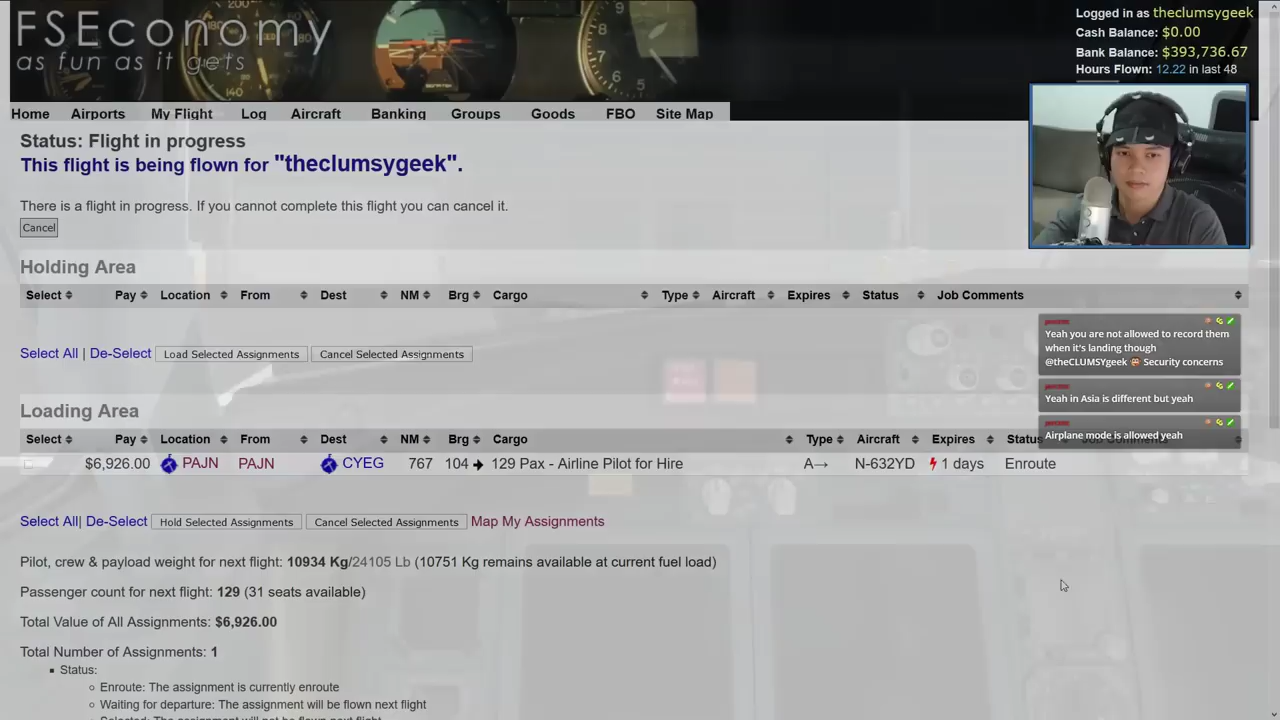 FSEconomy
as fun as it gets
Logged in as theclumsygeek
Cash Balance: $0.00
Bank Balance: $393,736.67
Hours Flown: 12.22 in last 48
Home Airports My Flight Log Aircraft Banking Groups Goods FBO Site Map
Status: Flight in progress
This flight is being flown for "theclumsygeek".
There is a flight in progress. If you cannot complete this flight you can cancel it.
Cancel
Holding Area
Select Pay Location From Dest NM Brg Cargo Type Aircraft Expires Status Job Comments
Yeah you are not allowed to record them
when it's landing though
@theCLUMSYgeek Security concerns
Select All | De-Select Load Selected Assignments Cancel Selected Assignments
Yeah in Asia is different but yeah
Loading Area
Airplane mode is allowed yeah
Select Pay Location From Dest NM Brg Cargo Type Aircraft Expires Status Job Comments
$6,926.00 PAJN PAJN CYEG 767 104 129 Pax - Airline Pilot for Hire A→ N-632YD 1 days Enroute
Select All| De-Select Hold Selected Assignments Cancel Selected Assignments Map My Assignments
Pilot, crew & payload weight for next flight: 10934 Kg/24105 Lb (10751 Kg remains available at current fuel load)
Passenger count for next flight: 129 (31 seats available)
Total Value of All Assignments: $6,926.00
Total Number of Assignments: 1
Status:
Enroute: The assignment is currently enroute
Waiting for departure: The assignment will be flown next flight
Selected: The assignment will not be flown next flight